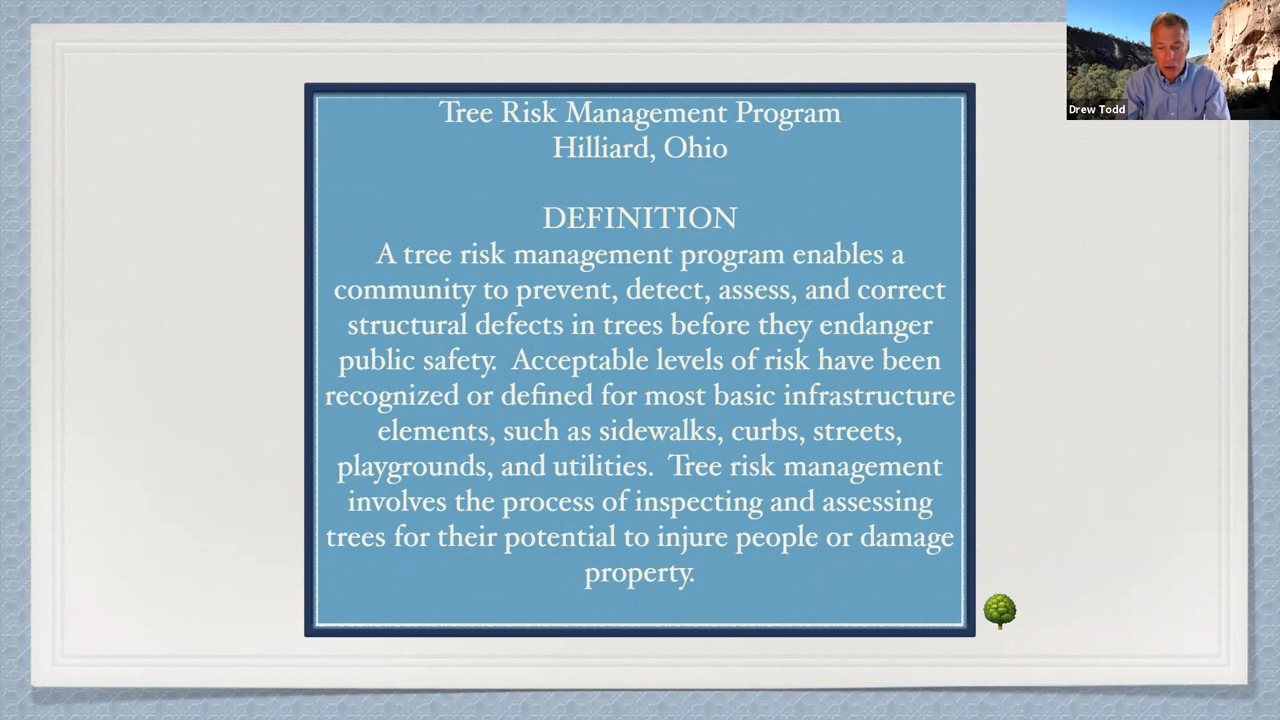 Tree Risk Management Program
Hilliard, Ohio
DEFINITION
A tree risk management program enables a
community to prevent, detect, assess, and correct
structural defects in trees before they endanger
public safety.  Acceptable levels of risk have been
recognized or defined for most basic infrastructure
elements, such as sidewalks, curbs, streets,
playgrounds, and utilities.  Tree risk management
involves the process of inspecting and assessing
trees for their potential to injure people or damage
property.
Drew Todd